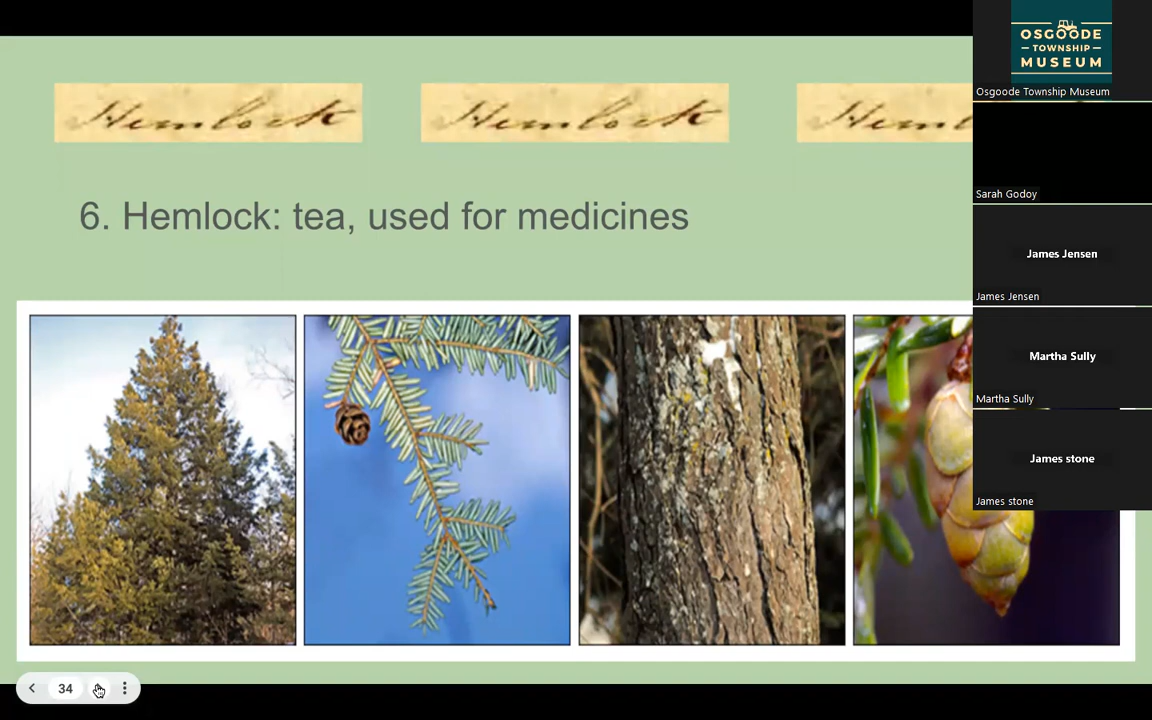 Hemlock Hemlock Heml
6. Hemlock: tea, used for medicines
34
OSGOODE
TOWNSHIP
MUSEUM
Osgoode Township Museum
Sarah Godoy
James Jensen
James Jensen
Martha Sully
Martha Sully
James stone
James stone